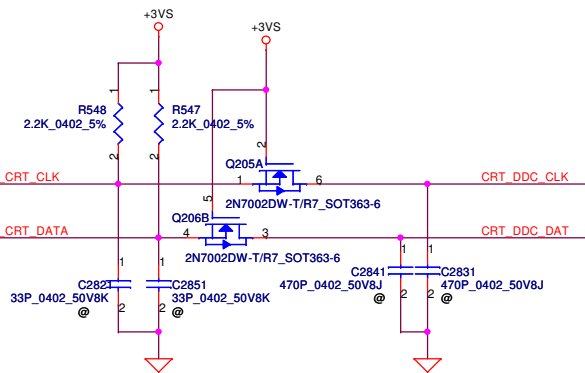 +3VS
+3VS
1
1
R548
2.2K_0402_5%
R547
2.2K_0402_5%
2
2
2
Q205A
_CRT_CLK
1
6
CRT_DDC_CLK
2N7002DW-T/R7_SOT363-6
5
Q206B
_CRT_DATA
4
3
CRT_DDC_DAT
2N7002DW-T/R7_SOT363-6
1
1
1
1
C2821
33P_0402_50V8K
@
C2851
33P_0402_50V8K
@
C2841
470P_0402_50V8J
@
C2831
470P_0402_50V8J
@
2
2
2
2